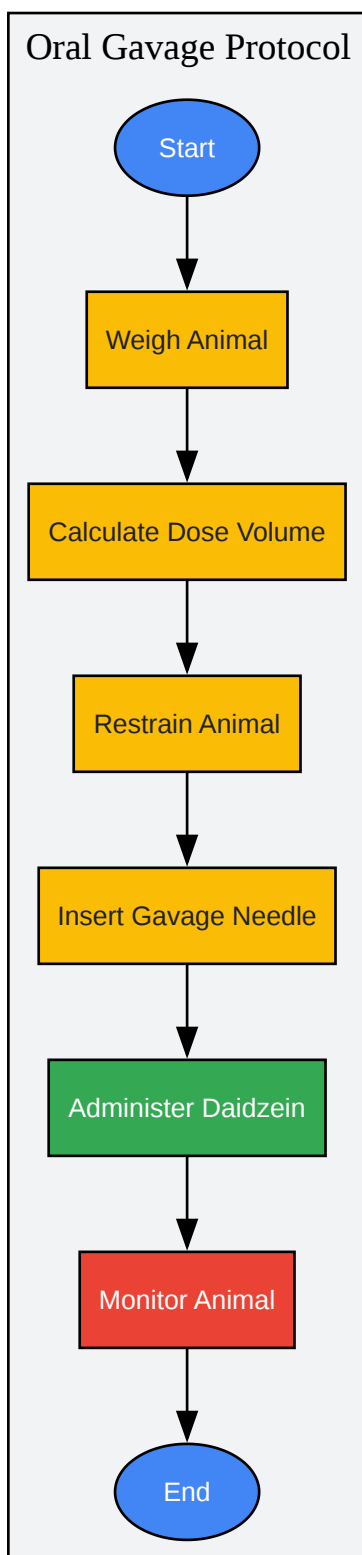 Oral Gavage Protocol
Start
Weigh Animal
Calculate Dose Volume
Restrain Animal
Insert Gavage Needle
Administer Daidzein
Monitor Animal
End